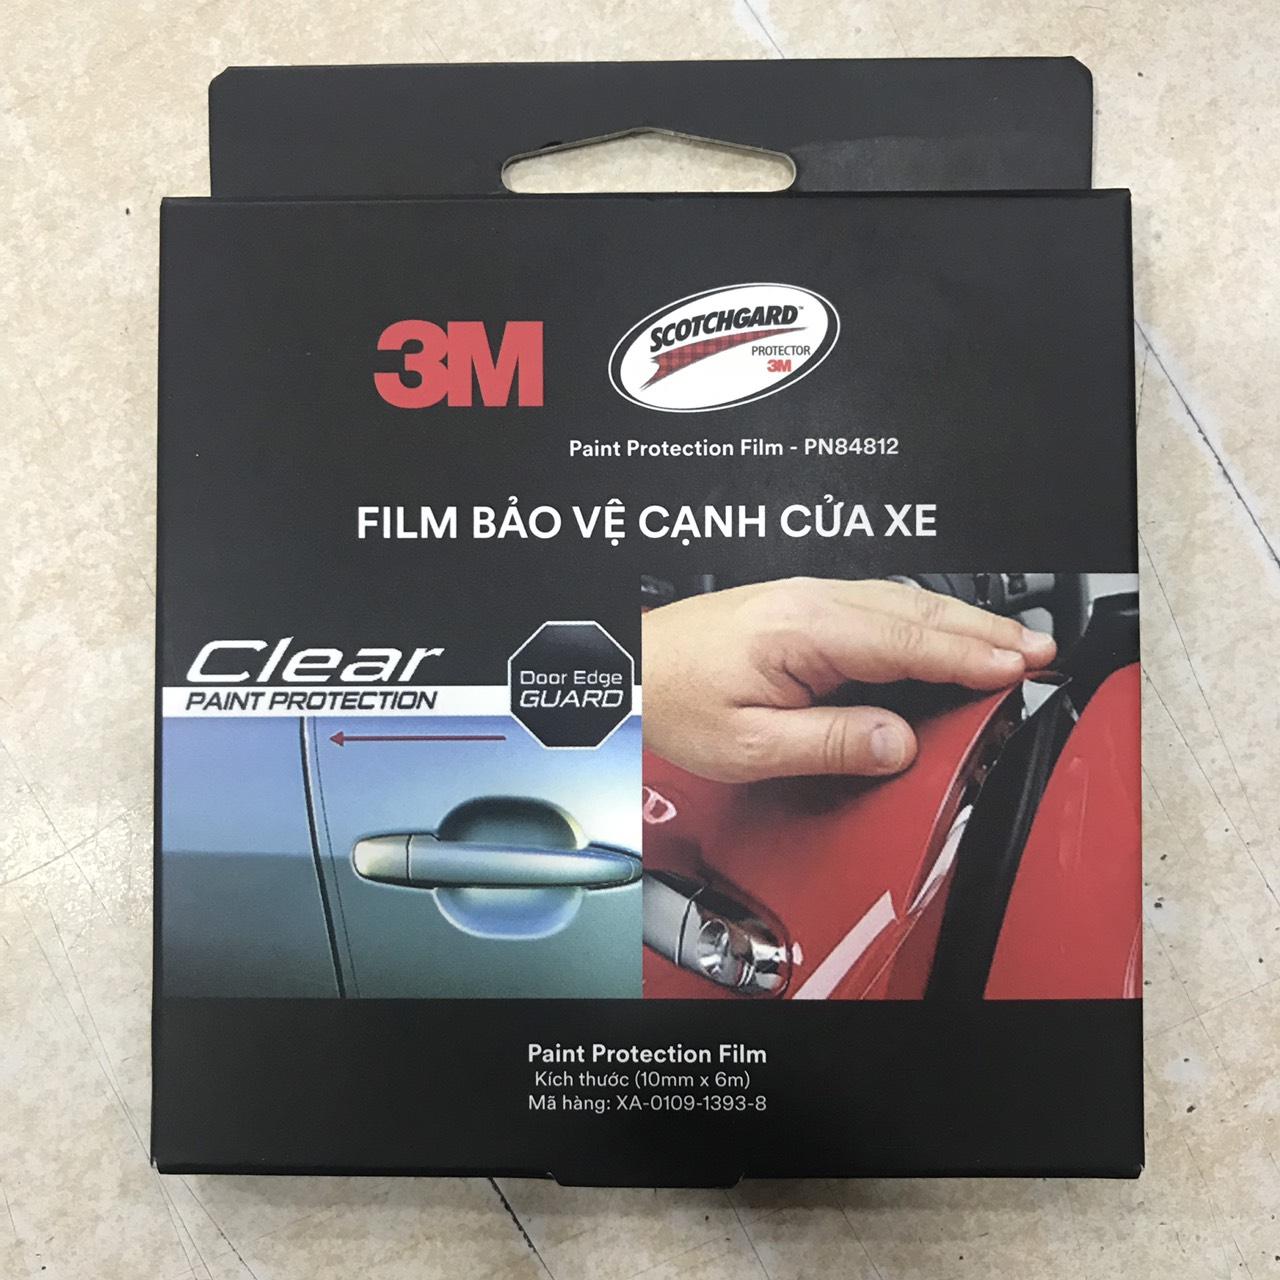 3M
SCOTCHGARD™
PROTECTOR
3M
Paint Protection Film - PN84812
FILM BẢO VỆ CẠNH CỬA XE
Clear
PAINT PROTECTION
Door Edge
GUARD
Paint Protection Film
Kích thước (10mm x 6m)
Mã hàng: XA-0109-1393-8